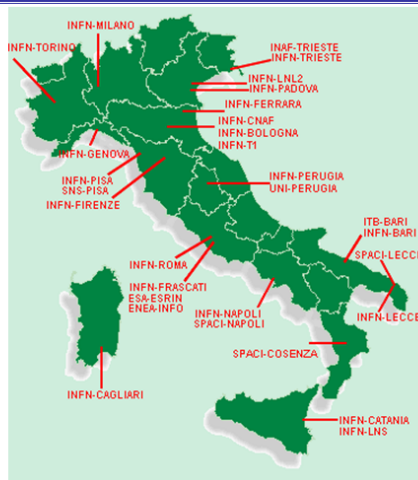 INFN-MILANO
INFN-TORINO
INAF-TRIESTE
INFN-TRIESTE
INFN-LNL2
INFN-PADOVA
INFN-FERRARA
INFN-CNAF
INFN-BOLOGNA
INFN-T1
INFN-GENOVA
INFN-PISA
SNS-PISA
INFN-FIRENZE
INFN-PERUGIA
UNI-PERUGIA
ITB-BARI
INFN-BARI
SPACI-LECCE
INFN-ROMA
INFN-FRASCATI
ESA-ESRIN
ENEA-INFO
INFN-NAPOLI
SPACI-NAPOLI
INFN-LECCE
SPACI-COSENZA
INFN-CAGLIARI
INFN-CATANIA
INFN-LNS